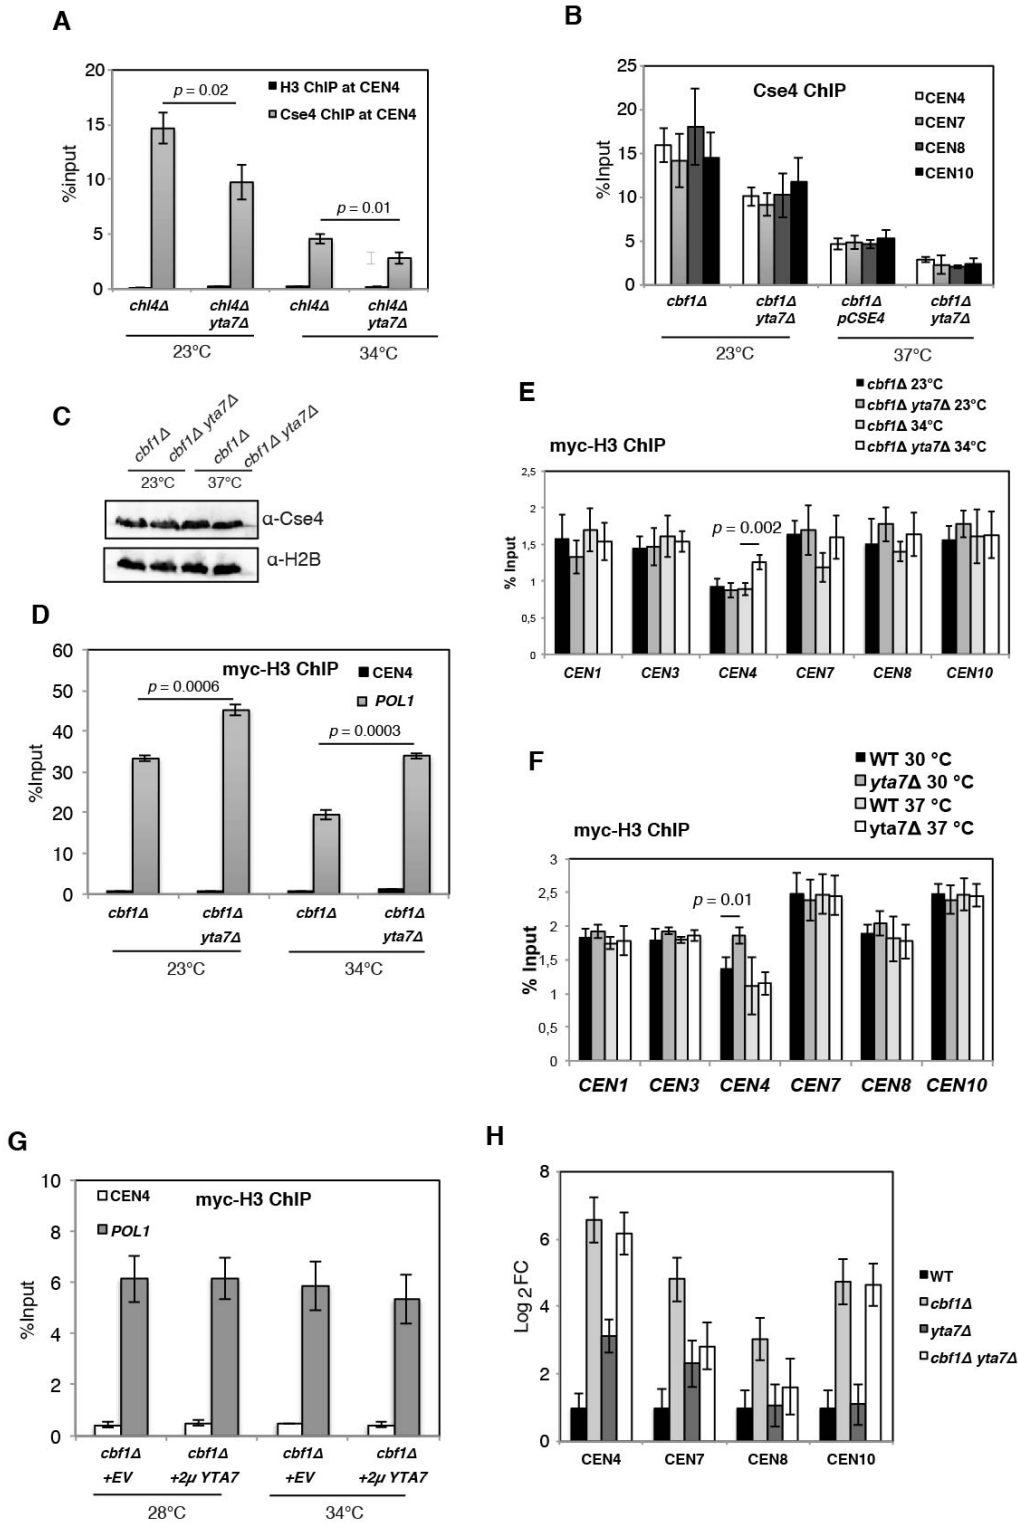 A
20
15
10
5
0
%input
p = 0.02
p = 0.01
H3 ChIP at CEN4
Cse4 ChIP at CEN4
chl4Δ
chl4Δ
yta7Δ
chl4Δ
chl4Δ
yta7Δ
23°C
34°C
B
25
20
15
10
5
0
%Input
Cse4 ChIP
CEN4
CEN7
CEN8
CEN10
cbf1Δ
cbf1Δ
yta7Δ
cbf1Δ
pCSE4
cbf1Δ
yta7Δ
23°C
37°C
C
cbf1Δ
cbf1Δ yta7Δ
cbf1Δ
cbf1Δ yta7Δ
23°C
37°C
α-Cse4
α-H2B
D
60
50
40
30
20
10
0
%Input
myc-H3 ChIP
CEN4
POL1
p = 0.0006
p = 0.0003
cbf1Δ
cbf1Δ
yta7Δ
cbf1Δ
cbf1Δ
yta7Δ
23°C
34°C
E
cbf1Δ 23°C
cbf1Δ yta7Δ 23°C
cbf1Δ 34°C
cbf1Δ yta7Δ 34°C
myc-H3 ChIP
2,5
2
1,5
1
0,5
0
% Input
p = 0.002
CEN1
CEN3
CEN4
CEN7
CEN8
CEN10
F
WT 30 °C
yta7Δ 30 °C
WT 37 °C
yta7Δ 37 °C
myc-H3 ChIP
3
2,5
2
1,5
1
0,5
0
% Input
p = 0.01
CEN1
CEN3
CEN4
CEN7
CEN8
CEN10
G
10
8
6
4
2
0
%Input
CEN4
POL1
myc-H3 ChIP
cbf1Δ
+EV
cbf1Δ
+2μ YTA7
cbf1Δ
+EV
cbf1Δ
+2μ YTA7
28°C
34°C
H
8
6
4
2
0
Log 2 FC
WT
cbf1Δ
yta7Δ
cbf1Δ yta7Δ
CEN4
CEN7
CEN8
CEN10